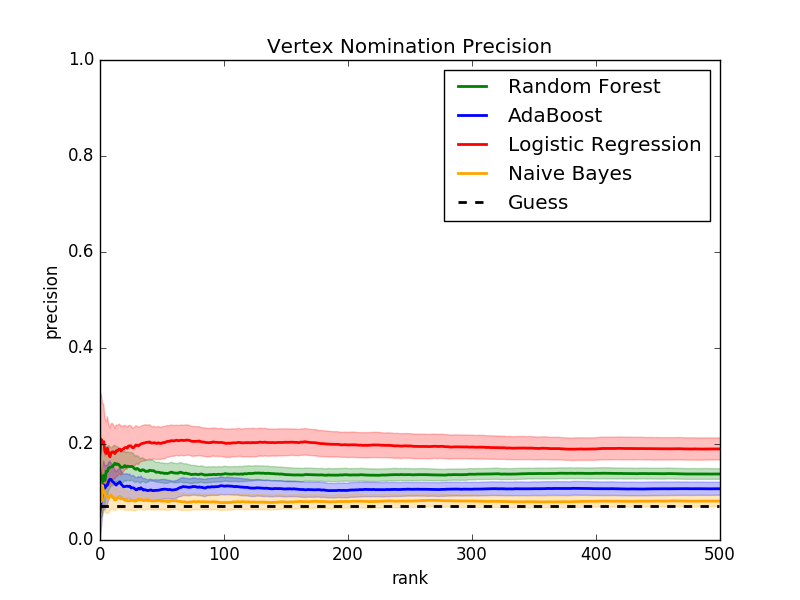 Vertex Nomination Precision
1.0
0.8
0.6
0.4
0.2
0.0
precision
Random Forest
AdaBoost
Logistic Regression
Naive Bayes
Guess
0 100 200 300 400 500
rank